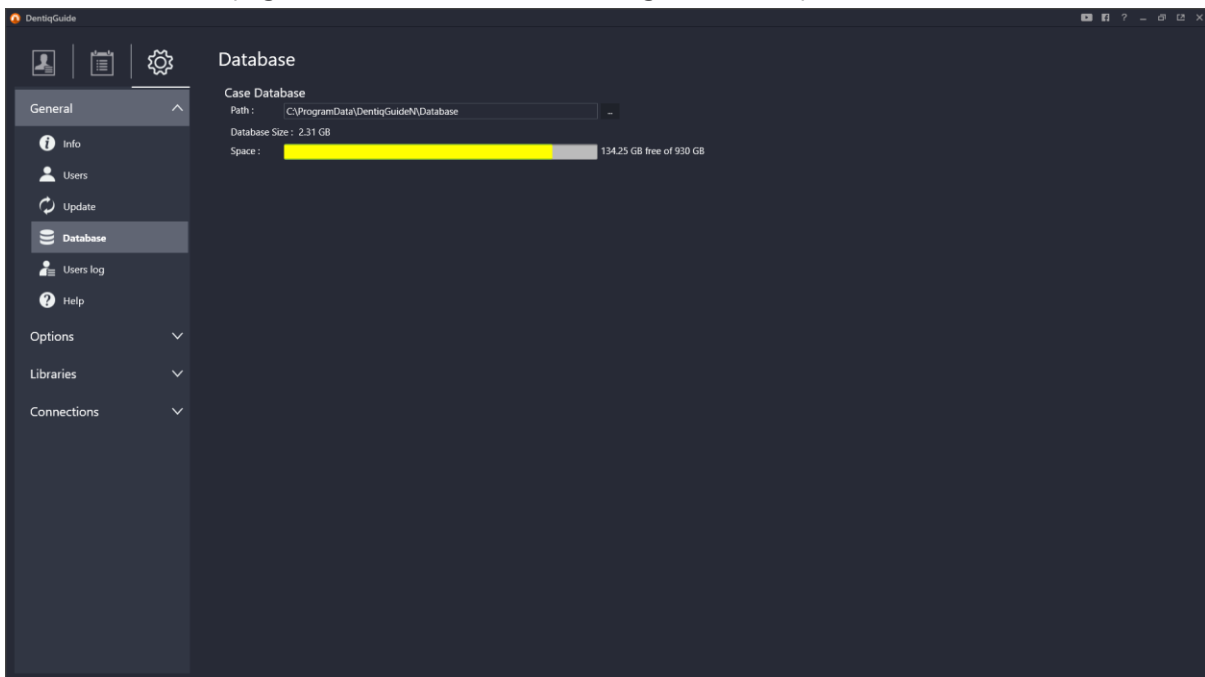 DentiqGuide
?
Database
General
Info
Users
Update
Database
Users log
Help
Options
Libraries
Connections
Case Database
Path : C:\ProgramData\DentiqGuideN\Database ...
Database Size : 2.31 GB
Space : 134.25 GB free of 930 GB